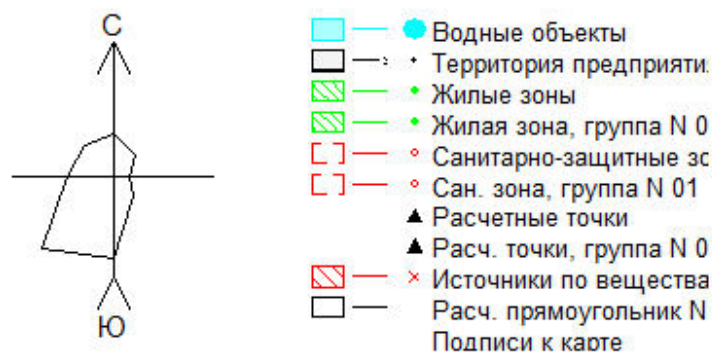 С
Ю
Водные объекты
Территория предприяти
Жилые зоны
Жилая зона, группа N 0
Санитарно-защитные зо
Сан. зона, группа N 01
Расчетные точки
Расч. точки, группа N 0
Источники по вещества
Расч. прямоугольник N
Подписи к карте